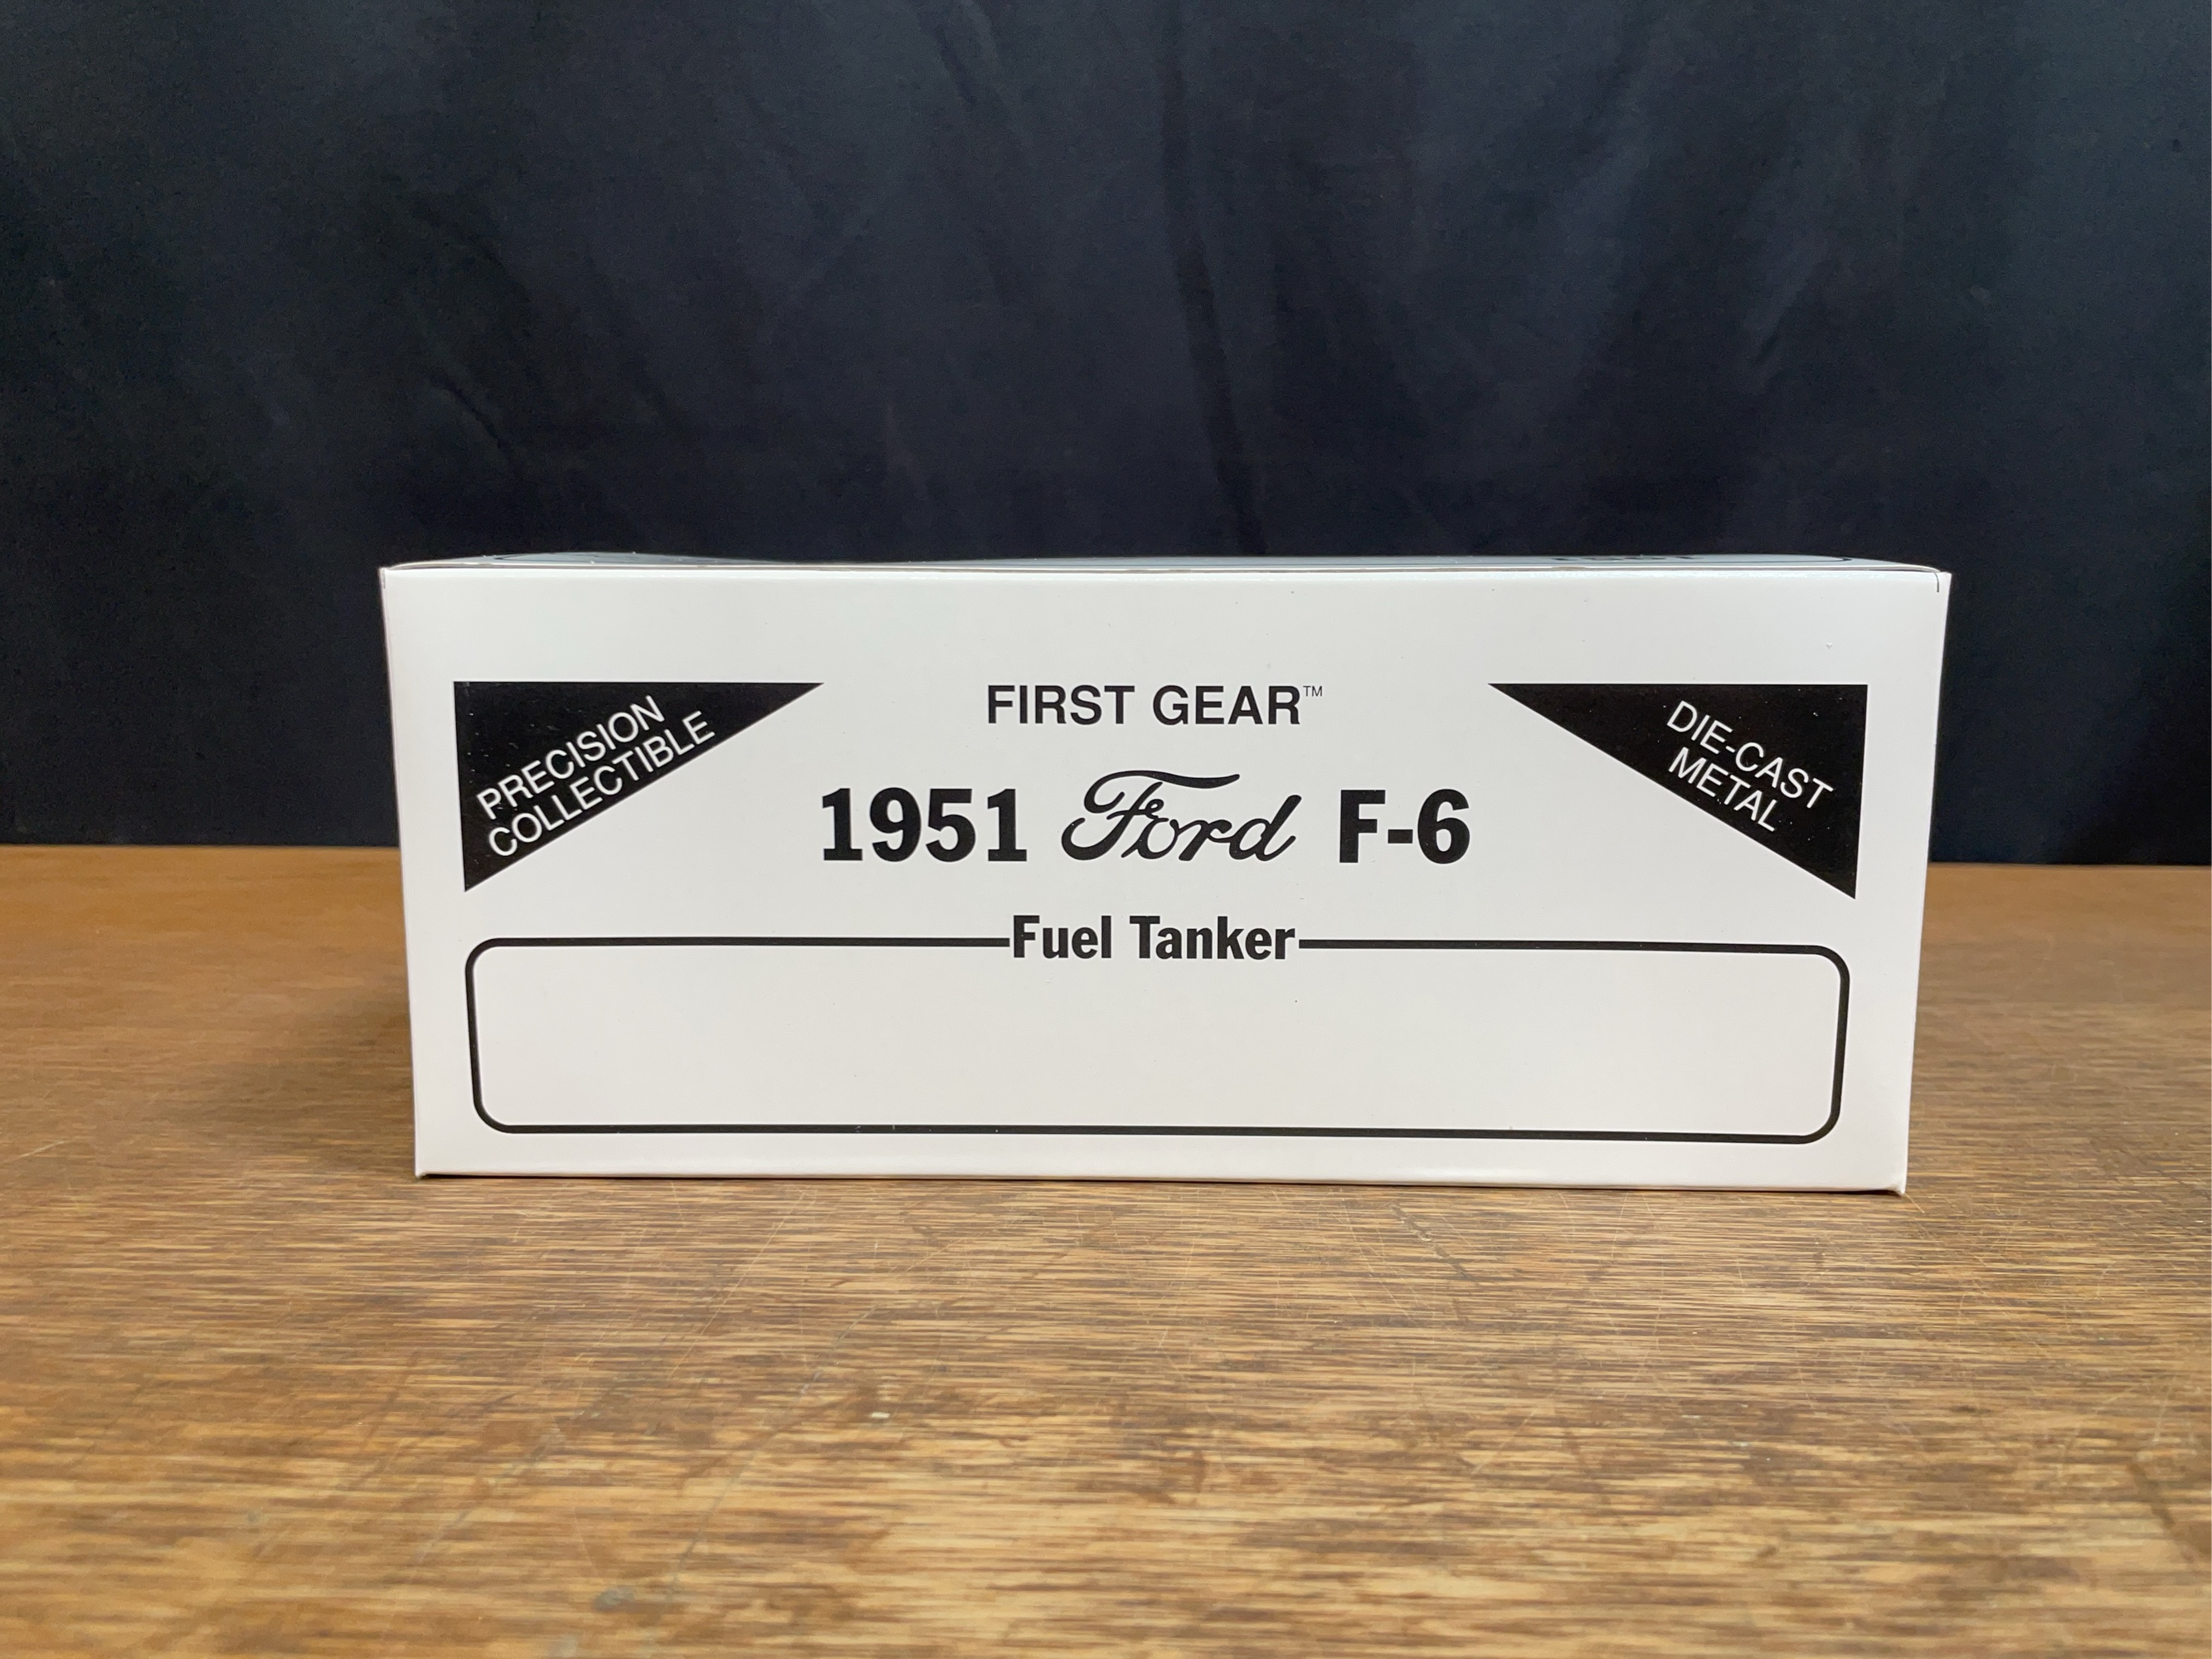 FIRST GEAR™
PRECISION
COLLECTIBLE
DIE-CAST
METAL
1951 Ford F-6
Fuel Tanker